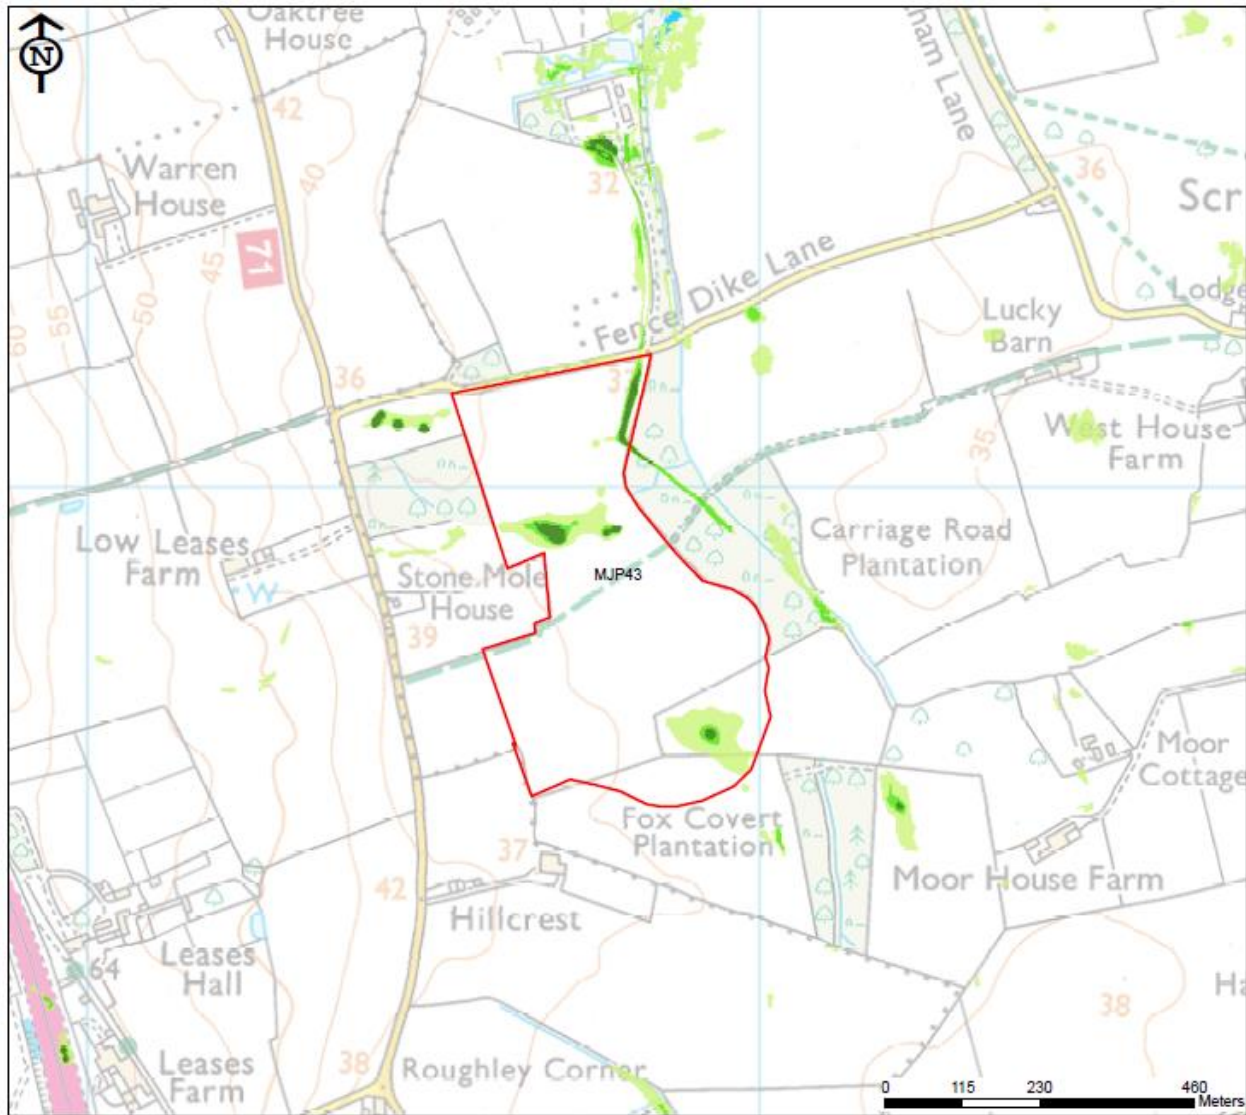 N
Oaktree
House
ham Lane
42
40
Warren
House
32
36
Scr
45
71
50
55
60
Fence Dike Lane
Lucky
Barn
Lodge
36
35
West House
Farm
Low Leases
Farm
W
Stone Mole
House
MJP43
Carriage Road
Plantation
39
Moor
Cottage
Fox Covert
Plantation
37
42
Moor House Farm
Hillcrest
Leases
Hall
64
Ha
38
Leases
Farm
38
Roughley Corner
0 115 230 460
Meters